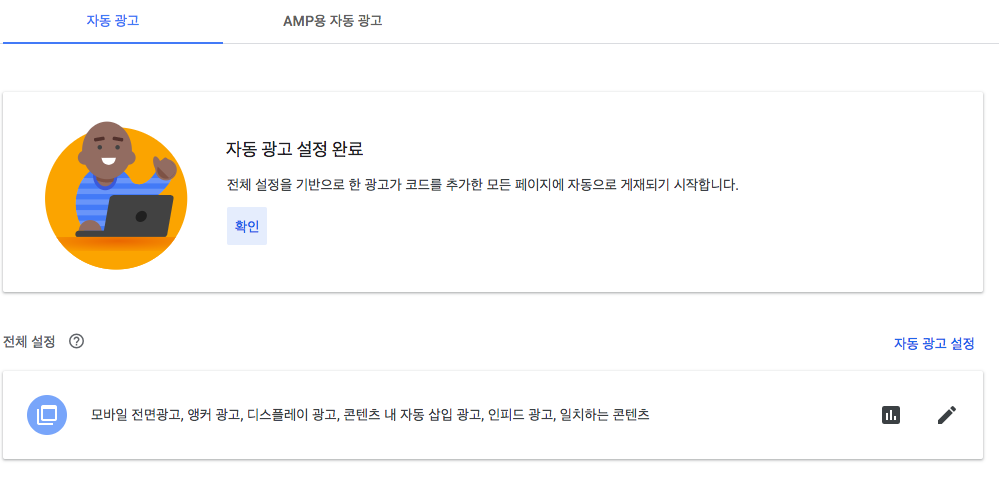 자동 광고
AMP용 자동 광고
자동 광고 설정 완료
전체 설정을 기반으로 한 광고가 코드를 추가한 모든 페이지에 자동으로 게재되기 시작합니다.
확인
전체 설정
자동 광고 설정
모바일 전면광고, 앵커 광고, 디스플레이 광고, 콘텐츠 내 자동 삽입 광고, 인피드 광고, 일치하는 콘텐츠